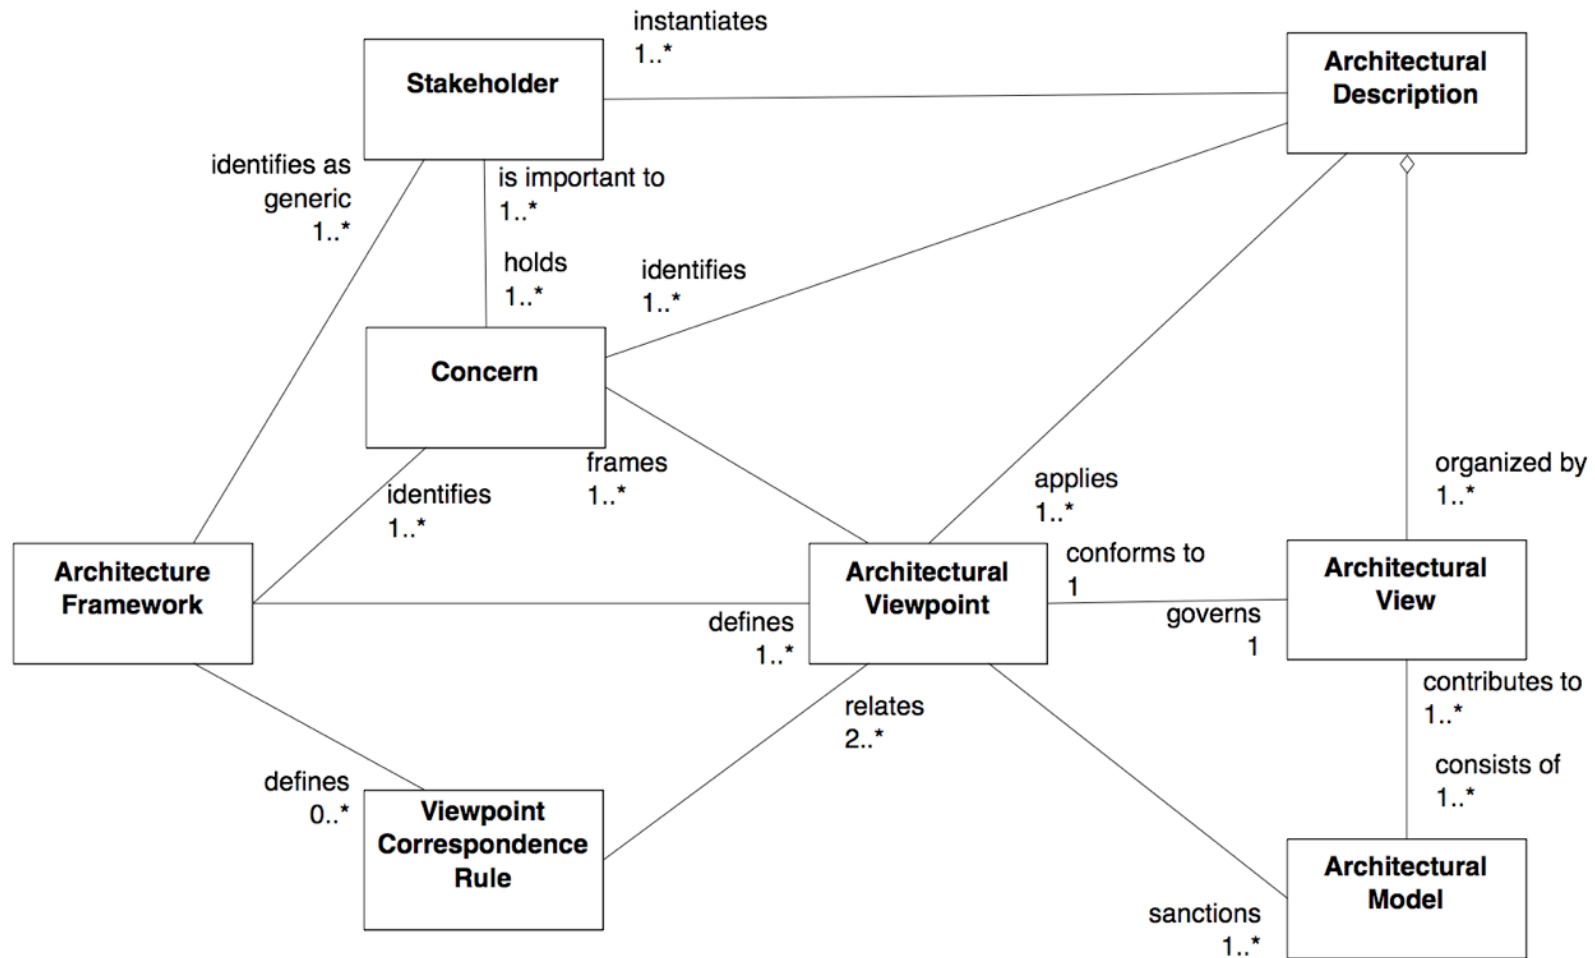 instantiates
1..*
Stakeholder
Architectural
Description
identifies as
generic
1..*
is important to
1..*
holds
1..*
identifies
1..*
Concern
frames
1..*
identifies
1..*
applies
1..*
organized by
1..*
Architecture
Framework
defines
1..*
Architectural
Viewpoint
conforms to
1
governs
1
Architectural
View
relates
2..*
contributes to
1..*
consists of
1..*
defines
0..*
Viewpoint
Correspondence
Rule
sanctions
1..*
Architectural
Model